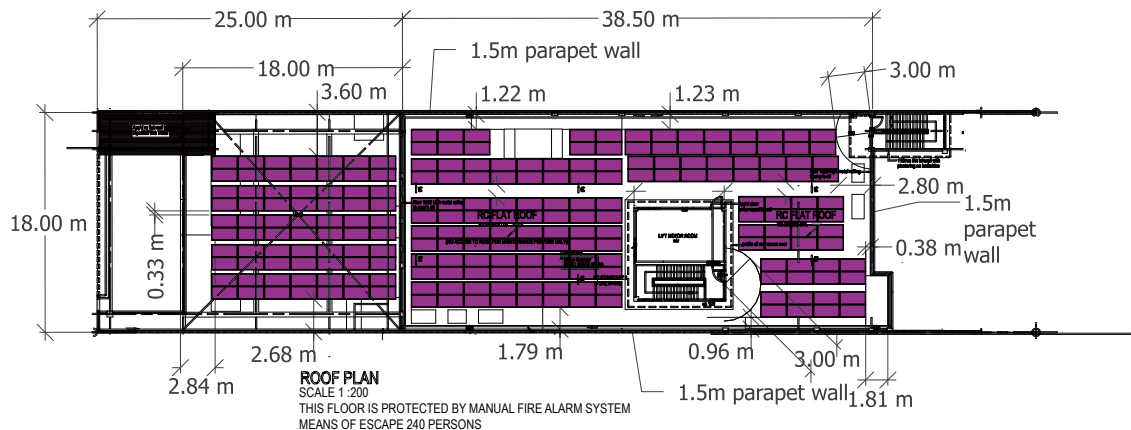 25.00 m
38.50 m
1.5m parapet wall
18.00 m
3.00 m
3.60 m
1.22 m
1.23 m
2.80 m
18.00 m
RC FLAT ROOF
RC FLAT ROOF
1.5m
parapet
wall
LIFT MOTOR ROOM
0.33 m
0.38 m
2.68 m
1.79 m
0.96 m
3.00 m
2.84 m
1.5m parapet wall
1.81 m
ROOF PLAN
SCALE 1 :200
THIS FLOOR IS PROTECTED BY MANUAL FIRE ALARM SYSTEM
MEANS OF ESCAPE 240 PERSONS